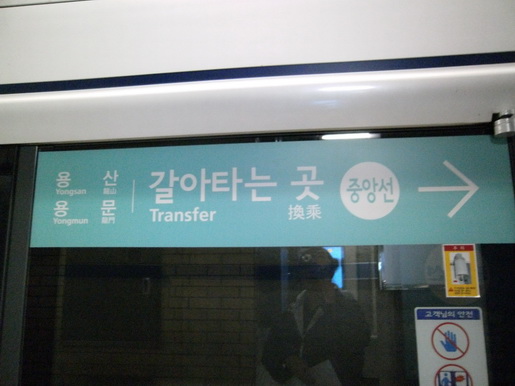 용 산 갈아타는 곳 중앙선
Yongsan 龍山 Transfer 換乘
용 문
Yongmun 龍門
고객님의 안전